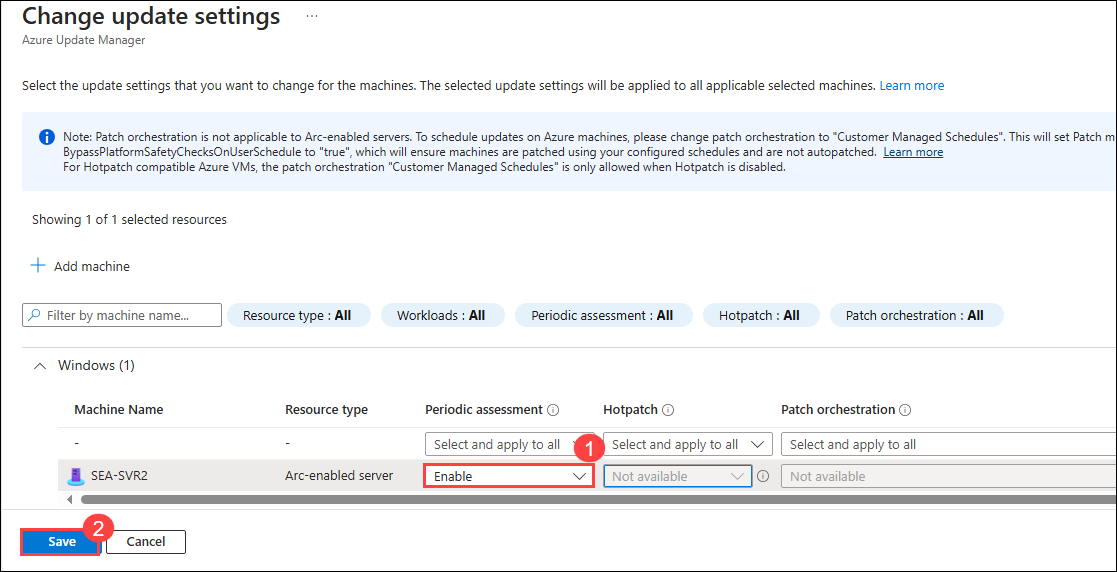 Change update settings ...
Azure Update Manager
Select the update settings that you want to change for the machines. The selected update settings will be applied to all applicable selected machines. Learn more
Note: Patch orchestration is not applicable to Arc-enabled servers. To schedule updates on Azure machines, please change patch orchestration to "Customer Managed Schedules". This will set Patch m
BypassPlatformSafetyChecksOnUserSchedule to "true", which will ensure machines are patched using your configured schedules and are not autopatched. Learn more
For Hotpatch compatible Azure VMs, the patch orchestration "Customer Managed Schedules" is only allowed when Hotpatch is disabled.
Showing 1 of 1 selected resources
+ Add machine
Filter by machine name... Resource type : All Workloads : All Periodic assessment : All Hotpatch : All Patch orchestration : All
Windows (1)
Machine Name Resource type Periodic assessment Hotpatch Patch orchestration
- - Select and apply to all 1 Select and apply to all Select and apply to all
SEA-SVR2 Arc-enabled server Enable Not available Not available
Save 2 Cancel